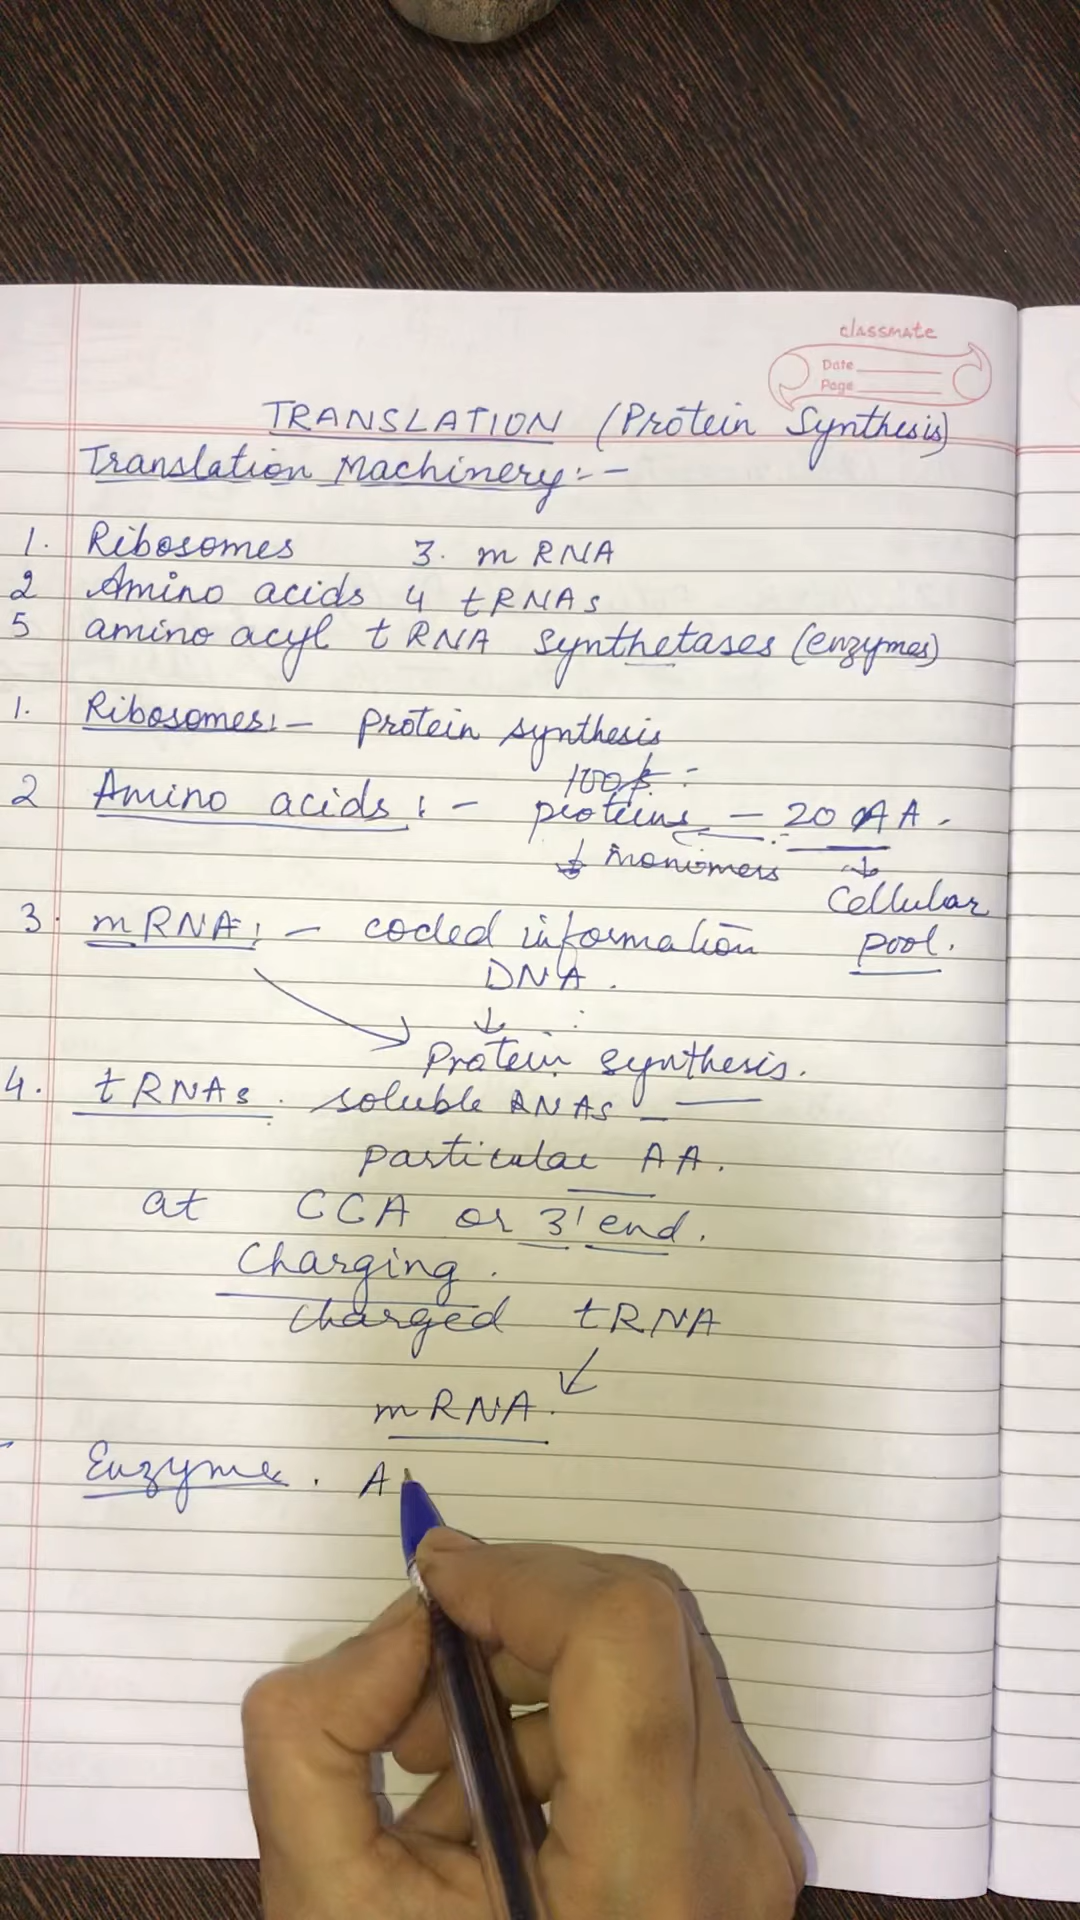 classmate
Date
Page
TRANSLATION (Protein Synthesis)
Translation Machinery:-
1. Ribosomes 3. mRNA
2 Amino acids 4 tRNAs
5 amino acyl tRNA synthetases (enzymes)
1. Ribosomes:- Protein synthesis
100
2 Amino acids:- proteins - 20 AA.
↓ monomers ↓
Cellular
3. mRNA:- coded information pool.
DNA.
↓
Protein synthesis.
4. tRNAs. soluble RNAs -
particular AA.
at CCA or 3' end.
Charging.
charged tRNA
↙
mRNA.
Enzyme. A